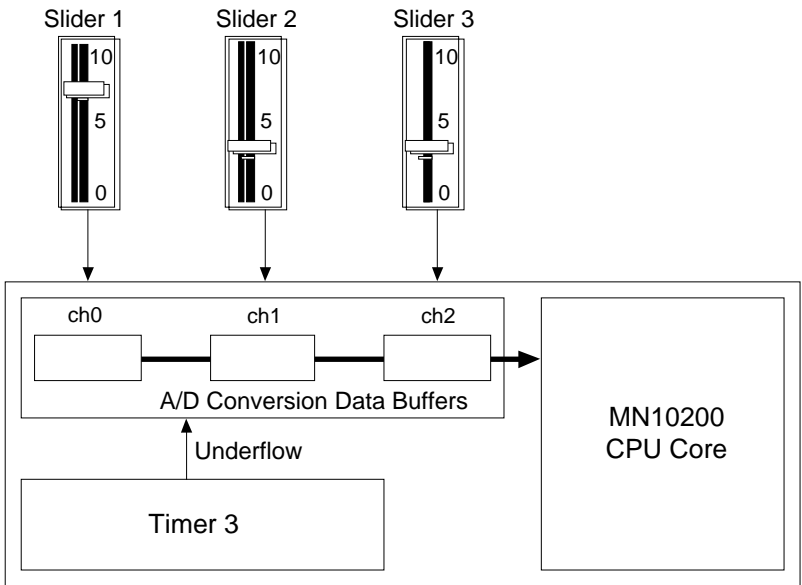 Slider 1
Slider 2
Slider 3
10
5
0
10
5
0
10
5
0
ch0
ch1
ch2
A/D Conversion Data Buffers
Underflow
Timer 3
MN10200
CPU Core